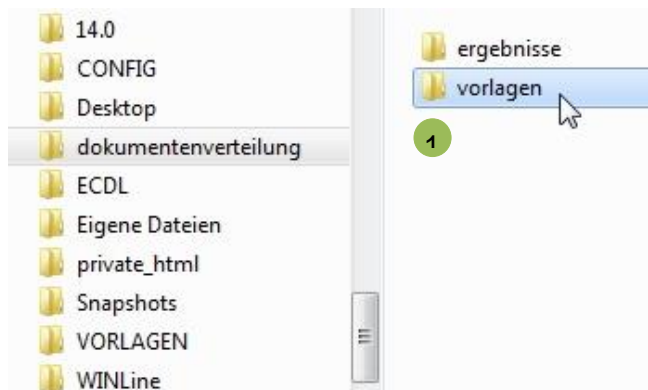 14.0
CONFIG
Desktop
dokumentenverteilung
ECDL
Eigene Dateien
private_html
Snapshots
VORLAGEN
WINLine
ergebnisse
vorlagen
1